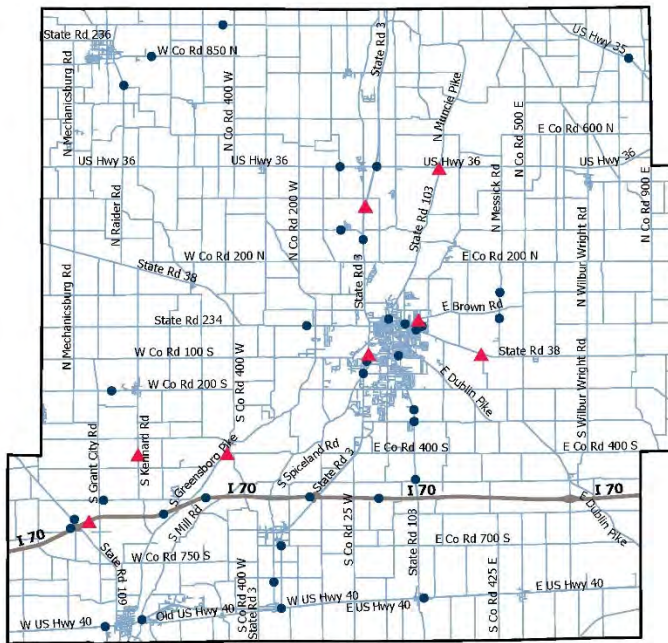 State Rd 236
State Rd 3
US Hwy 35
W Co Rd 850 N
N Mechanicsburg Rd
N Co Rd 400 W
N Muncie Pike
N Co Rd 500 E
E Co Rd 600 N
US Hwy 36
US Hwy 36
US Hwy 36
US Hwy 36
N Raider Rd
N Co Rd 200 W
State Rd 103
N Messick Rd
N Co Rd 900 E
N Mechanicsburg Rd
W Co Rd 200 N
State Rd 38
State Rd 3
E Co Rd 200 N
N Wilbur Wright Rd
E Brown Rd
State Rd 234
W Co Rd 100 S
State Rd 38
W Co Rd 200 S
S Co Rd 400 W
E Dublin Pike
S Wilbur Wright Rd
S Grant City Rd
S Kennard Rd
S Greensboro Pike
S Spiceland Rd
State Rd 3
E Co Rd 400 S
E Co Rd 400 S
I 70
I 70
I 70
I 70
S Mill Rd
S Co Rd 25 W
E Dublin Pike
State Rd 109
W Co Rd 750 S
E Co Rd 700 S
S Co Rd 400 W
State Rd 3
State Rd 103
S Co Rd 425 E
W US Hwy 40
Old US Hwy 40
W US Hwy 40
E US Hwy 40
E US Hwy 40